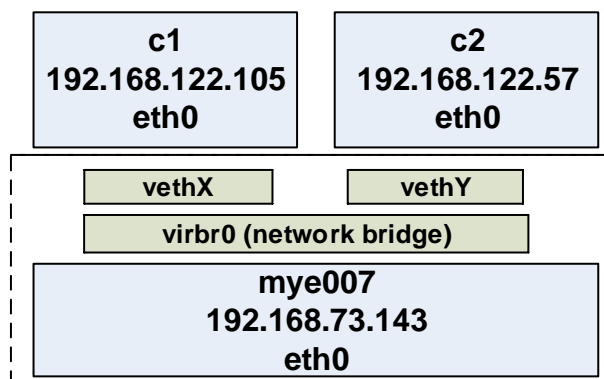 c1
192.168.122.105
eth0
c2
192.168.122.57
eth0
vethX
vethY
virbr0 (network bridge)
mye007
192.168.73.143
eth0